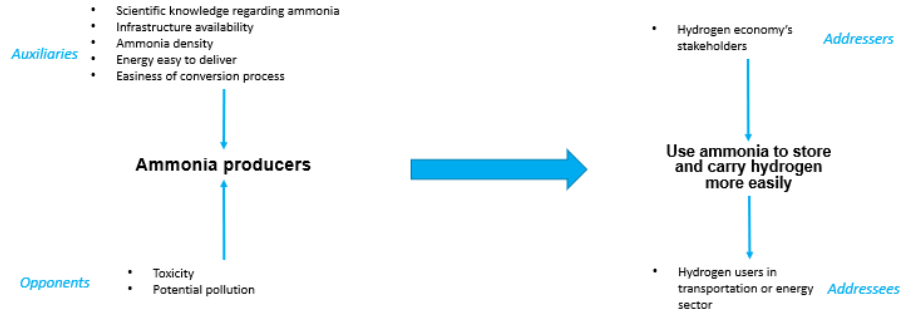 Auxiliaries
• Scientific knowledge regarding ammonia
• Infrastructure availability
• Ammonia density
• Energy easy to deliver
• Easiness of conversion process
Ammonia producers
Opponents
• Toxicity
• Potential pollution
• Hydrogen economy’s
stakeholders
Addressers
Use ammonia to store
and carry hydrogen
more easily
• Hydrogen users in
transportation or energy
sector
Addressees